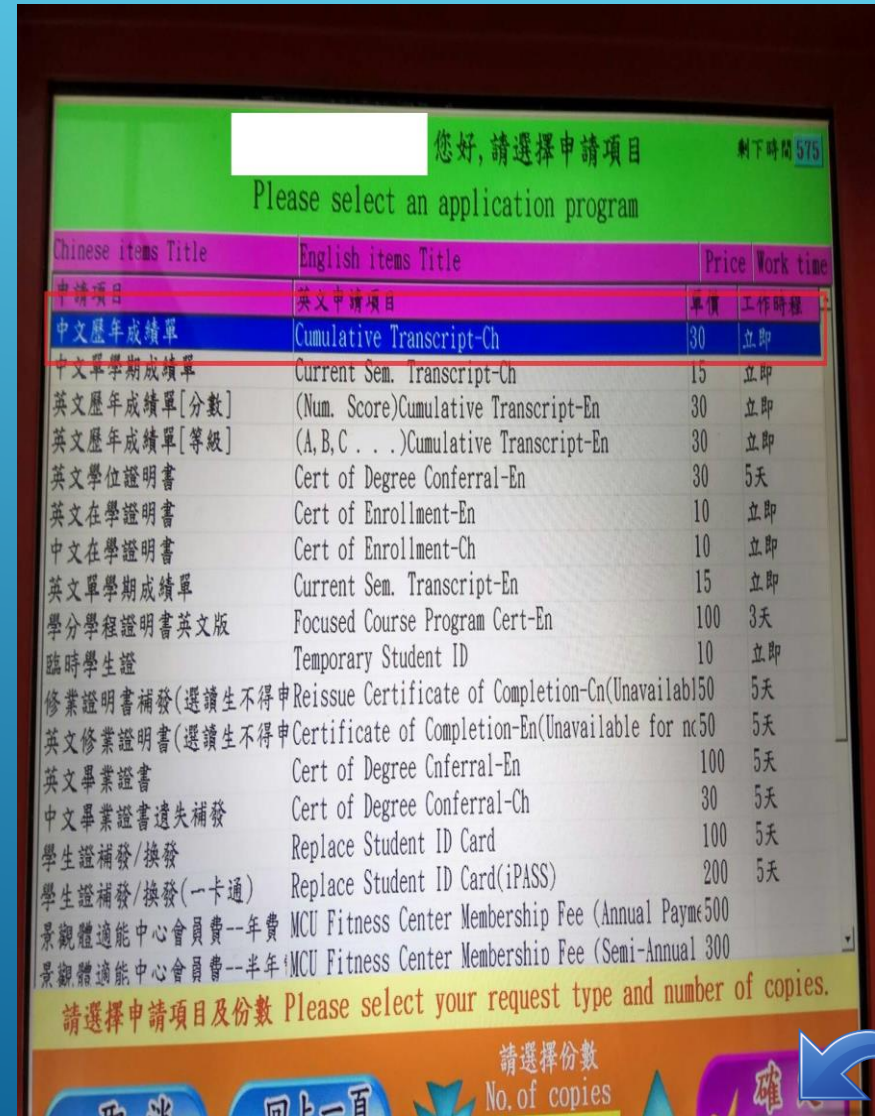 您好,請選擇申請項目 剩下時間 575
Please select an application program
Chinese items Title English items Title Price Work time
申請項目 英文申請項目 單價 工作時程
中文歷年成績單 Cumulative Transcript-Ch 30 立即
中文單學期成績單 Current Sem. Transcript-Ch 15 立即
英文歷年成績單[分數] (Num. Score)Cumulative Transcript-En 30 立即
英文歷年成績單[等級] (A,B,C...)Cumulative Transcript-En 30 立即
英文學位證明書 Cert of Degree Conferral-En 30 5天
英文在學證明書 Cert of Enrollment-En 10 立即
中文在學證明書 Cert of Enrollment-Ch 10 立即
英文單學期成績單 Current Sem. Transcript-En 15 立即
學分學程證明書英文版 Focused Course Program Cert-En 100 3天
臨時學生證 Temporary Student ID 10 立即
修業證明書補發(選讀生不得申 Reissue Certificate of Completion-Cn(Unavailabl 50 5天
英文修業證明書(選讀生不得申 Certificate of Completion-En(Unavailable for no 50 5天
英文畢業證書 Cert of Degree Cnferral-En 100 5天
中文畢業證書遺失補發 Cert of Degree Conferral-Ch 30 5天
學生證補發/換發 Replace Student ID Card 100 5天
學生證補發/換發(一卡通) Replace Student ID Card(iPASS) 200 5天
景觀體適能中心會員費--年費 MCU Fitness Center Membership Fee (Annual Payme 500
景觀體適能中心會員費--半年 MCU Fitness Center Membership Fee (Semi-Annual 300
請選擇申請項目及份數 Please select your request type and number of copies.
請選擇份數
取消 回上一頁 No.of copies 確